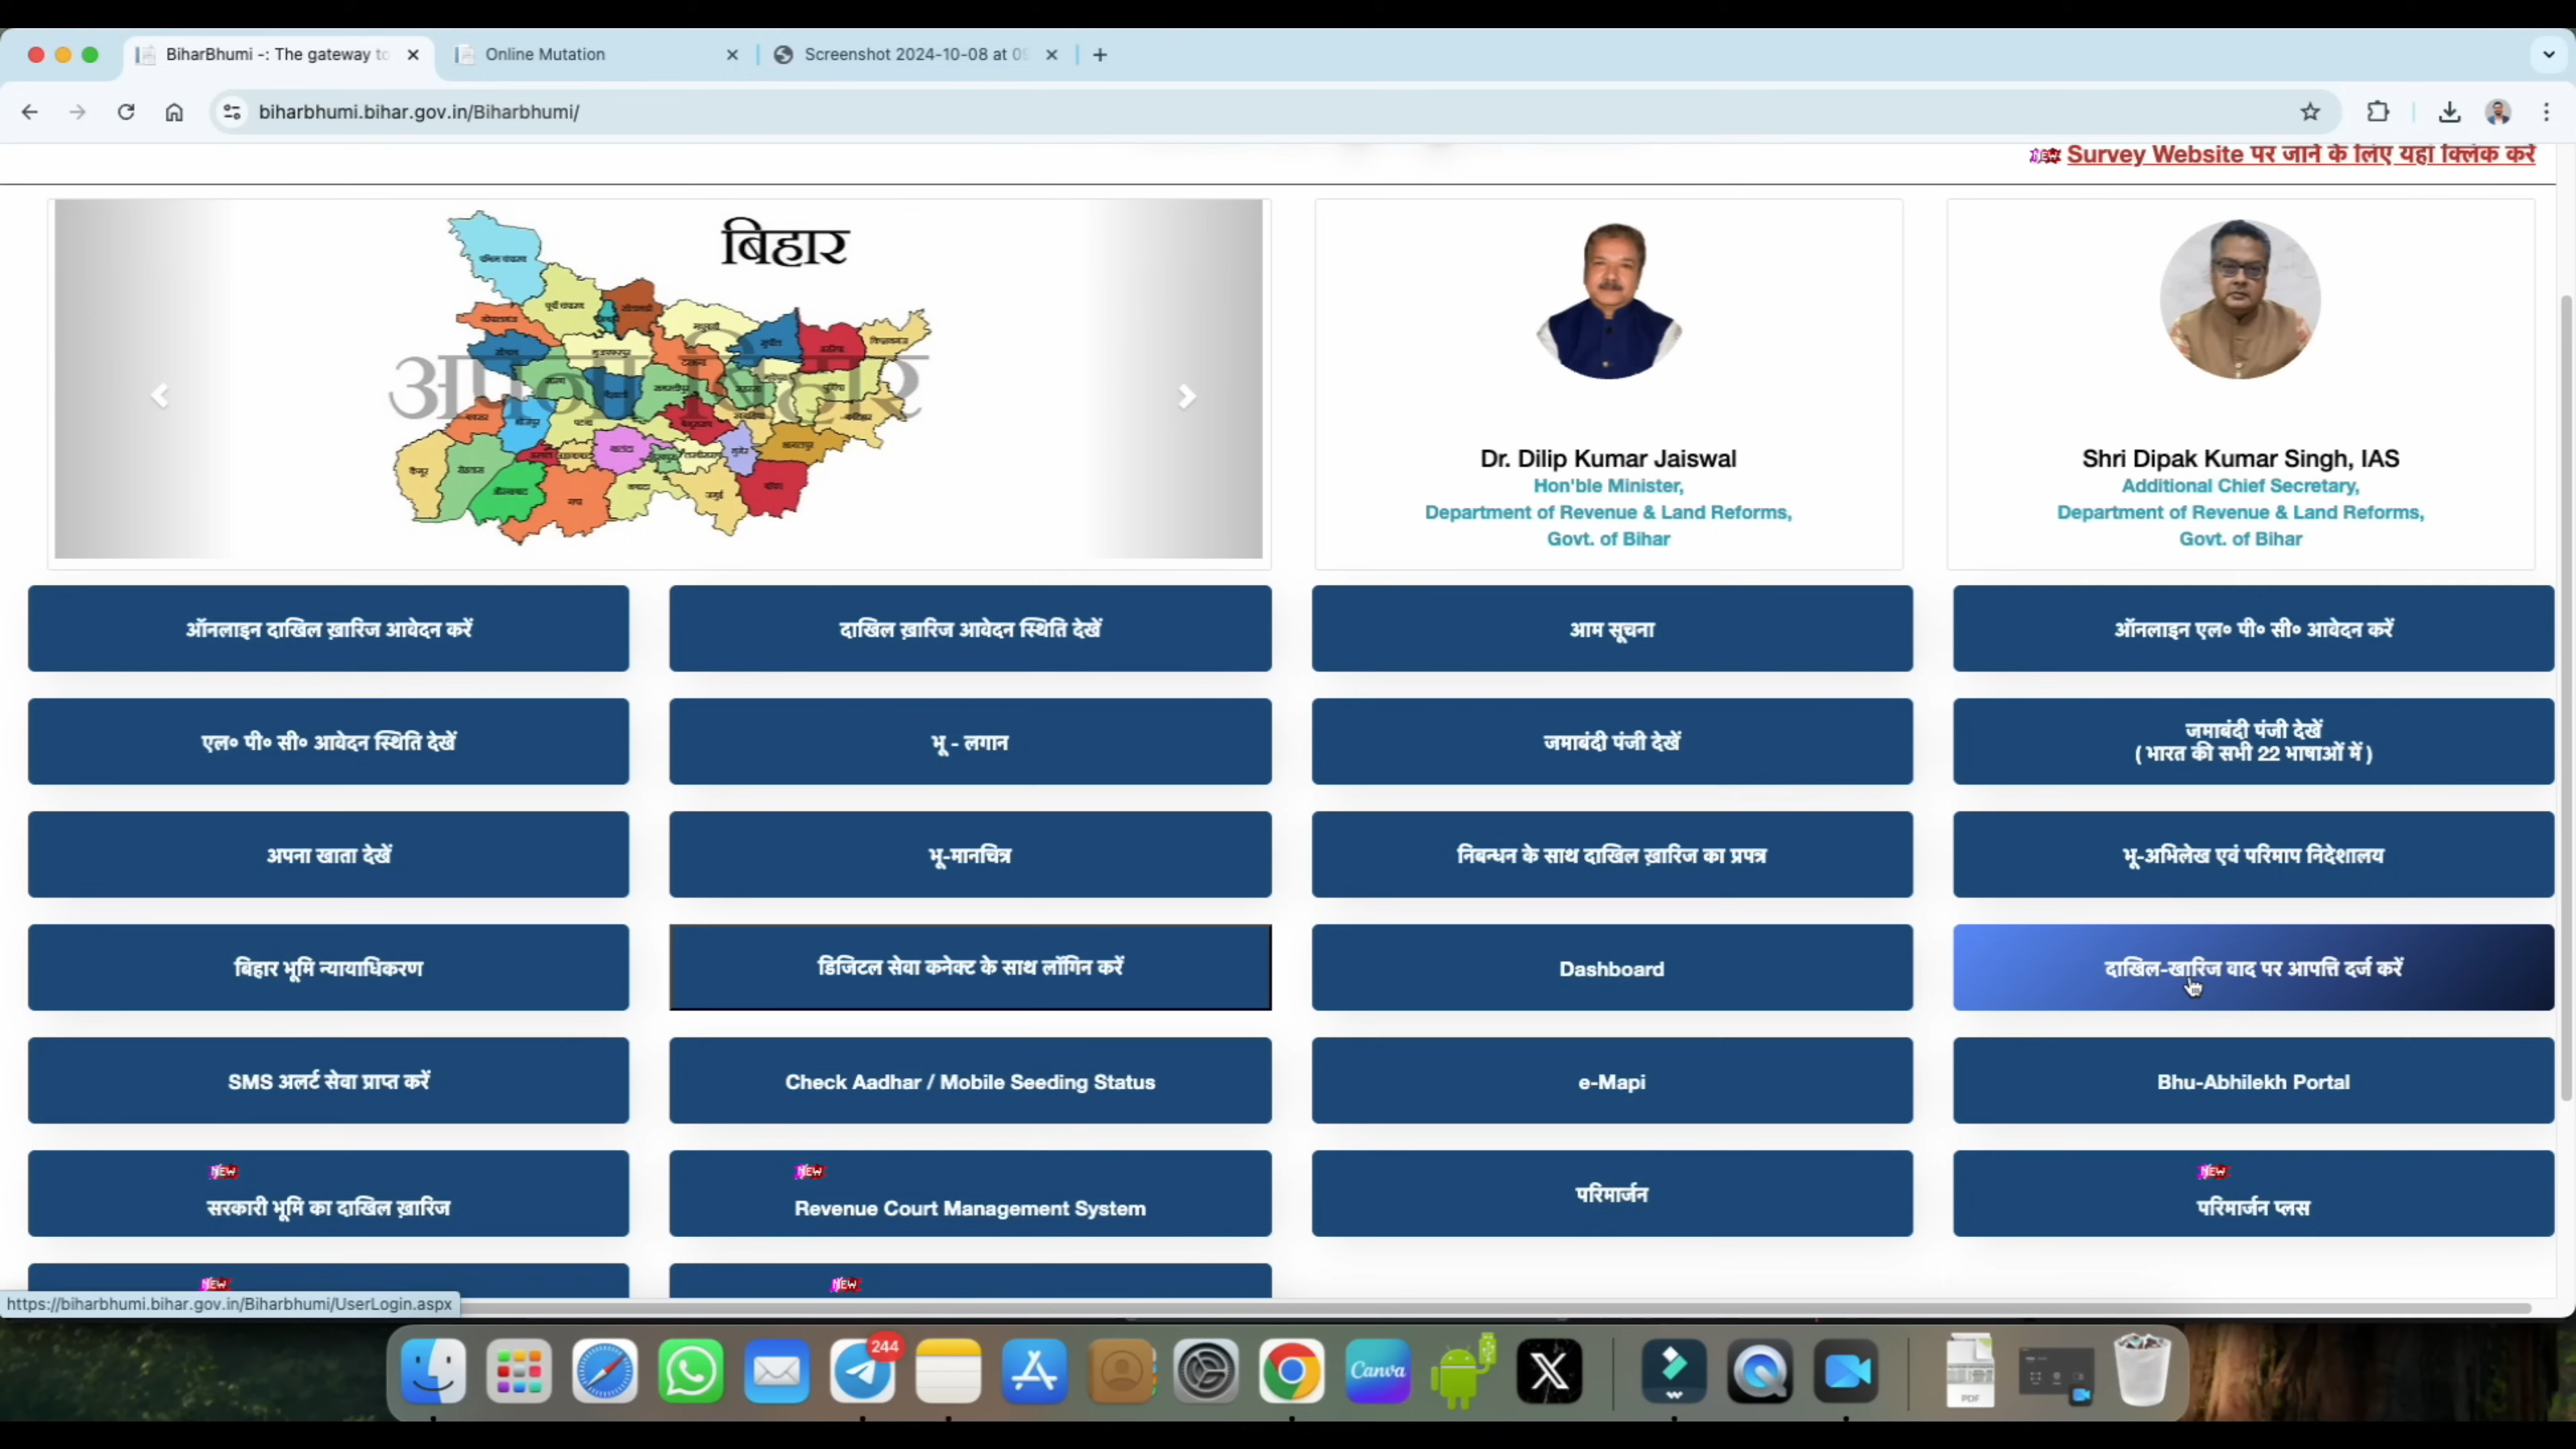 BiharBhumi -: The gateway to
Online Mutation
Screenshot 2024-10-08 at 09
biharbhumi.bihar.gov.in/Biharbhumi/
NEW Survey Website पर जाने के लिए यहां क्लिक करें
बिहार
अपना बिहार
Dr. Dilip Kumar Jaiswal
Hon'ble Minister,
Department of Revenue & Land Reforms,
Govt. of Bihar
Shri Dipak Kumar Singh, IAS
Additional Chief Secretary,
Department of Revenue & Land Reforms,
Govt. of Bihar
ऑनलाइन दाखिल ख़ारिज आवेदन करें
दाखिल ख़ारिज आवेदन स्थिति देखें
आम सूचना
ऑनलाइन एल० पी० सी० आवेदन करें
एल० पी० सी० आवेदन स्थिति देखें
भू - लगान
जमाबंदी पंजी देखें
जमाबंदी पंजी देखें
( भारत की सभी 22 भाषाओं में )
अपना खाता देखें
भू-मानचित्र
निबन्धन के साथ दाखिल ख़ारिज का प्रपत्र
भू-अभिलेख एवं परिमाप निदेशालय
बिहार भूमि न्यायाधिकरण
डिजिटल सेवा कनेक्ट के साथ लॉगिन करें
Dashboard
दाखिल-खारिज वाद पर आपत्ति दर्ज करें
SMS अलर्ट सेवा प्राप्त करें
Check Aadhar / Mobile Seeding Status
e-Mapi
Bhu-Abhilekh Portal
NEW
सरकारी भूमि का दाखिल ख़ारिज
NEW
Revenue Court Management System
परिमार्जन
NEW
परिमार्जन प्लस
NEW
NEW
https://biharbhumi.bihar.gov.in/Biharbhumi/UserLogin.aspx
244
Canva
PDF